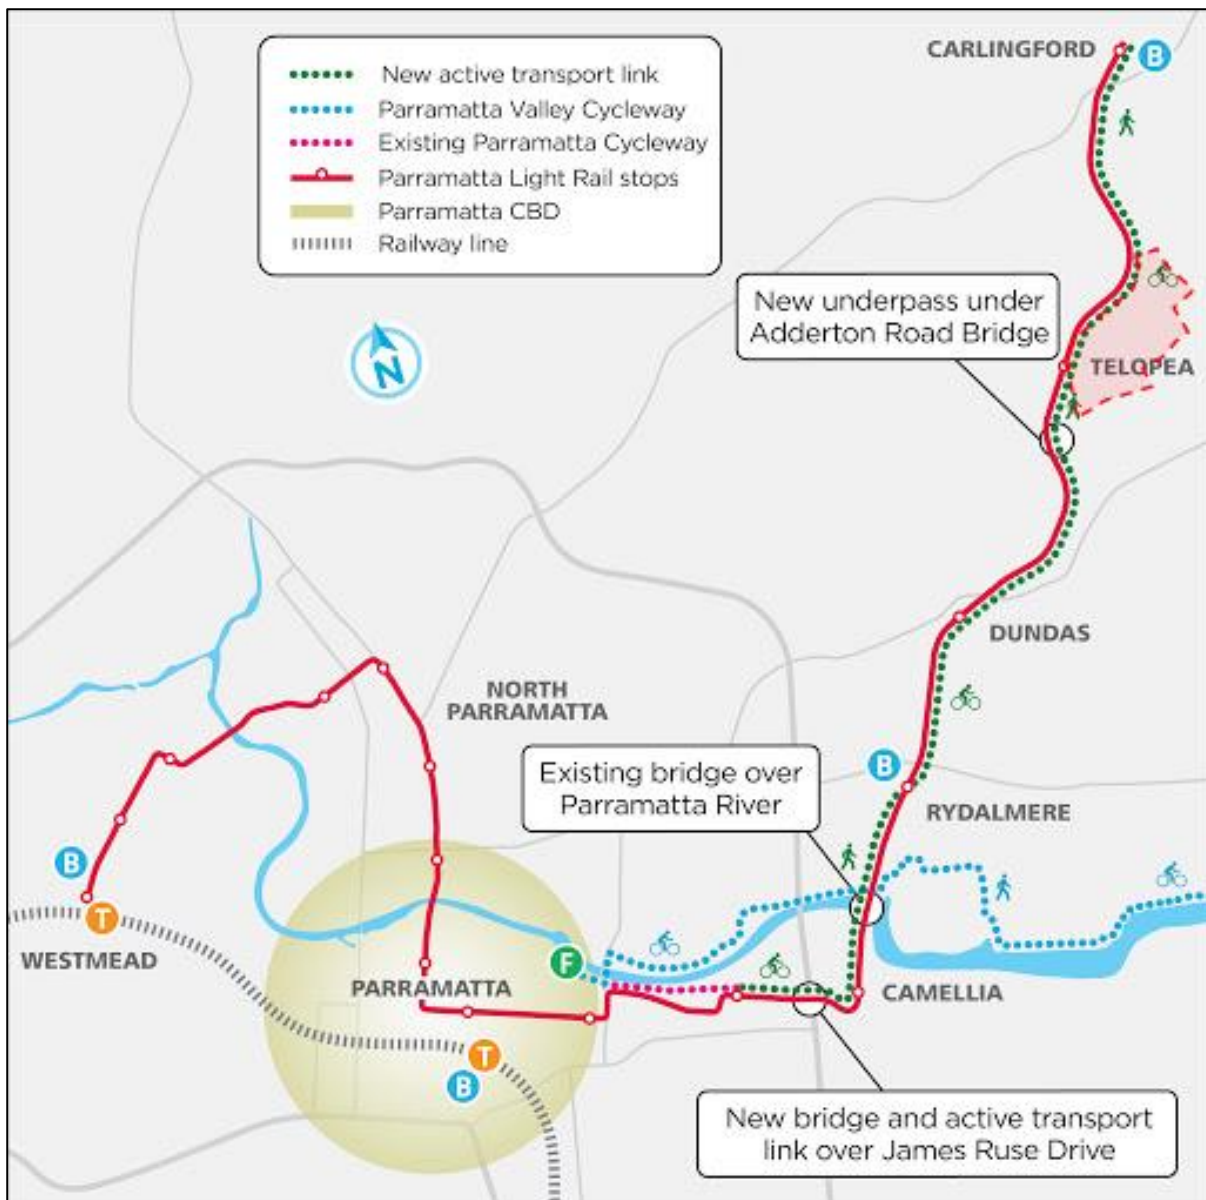 CARLINGFORD
B
New active transport link
Parramatta Valley Cycleway
Existing Parramatta Cycleway
Parramatta Light Rail stops
Parramatta CBD
Railway line
New underpass under
Adderton Road Bridge
N
TELOPEA
DUNDAS
NORTH
PARRAMATTA
Existing bridge over
Parramatta River
B
RYDALMERE
B
T
WESTMEAD
F
PARRAMATTA
CAMELLIA
T
B
New bridge and active transport
link over James Ruse Drive